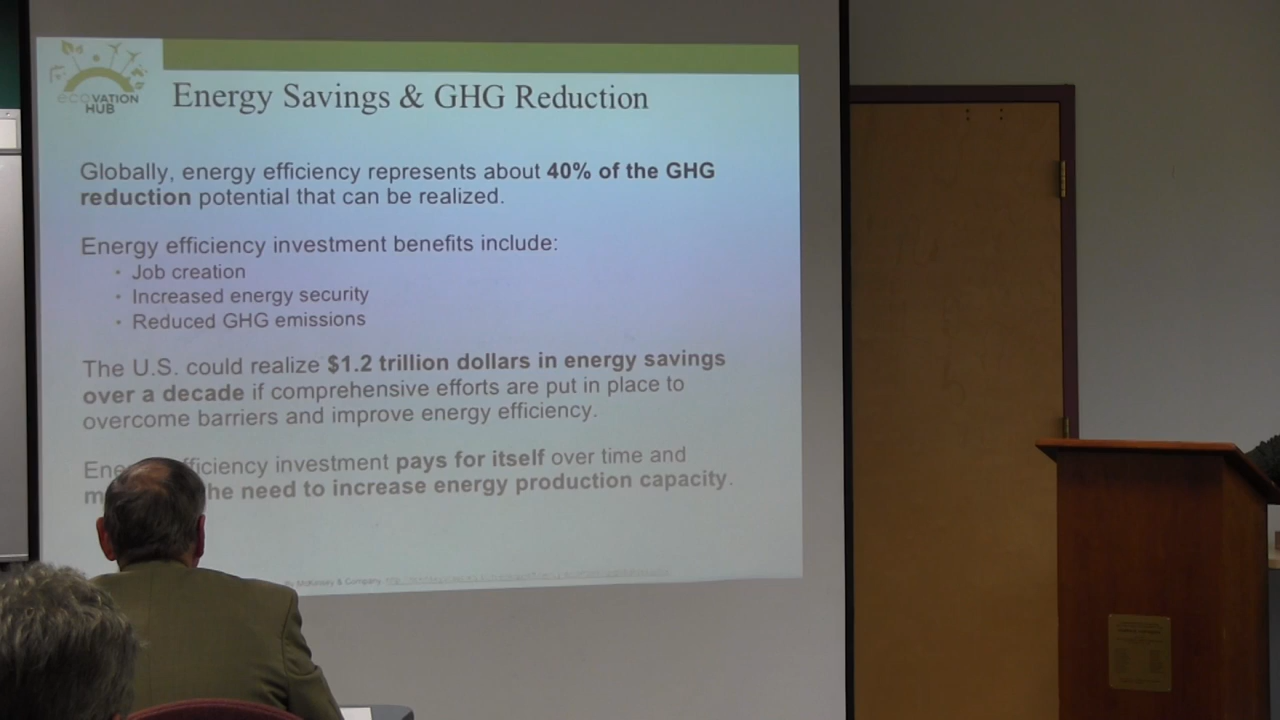 ecoVATION
HUB
Energy Savings & GHG Reduction
Globally, energy efficiency represents about 40% of the GHG
reduction potential that can be realized.
Energy efficiency investment benefits include:
· Job creation
· Increased energy security
· Reduced GHG emissions
The U.S. could realize $1.2 trillion dollars in energy savings
over a decade if comprehensive efforts are put in place to
overcome barriers and improve energy efficiency.
investment pays for itself over time and
need to increase energy production capacity.
McKinsey & Company